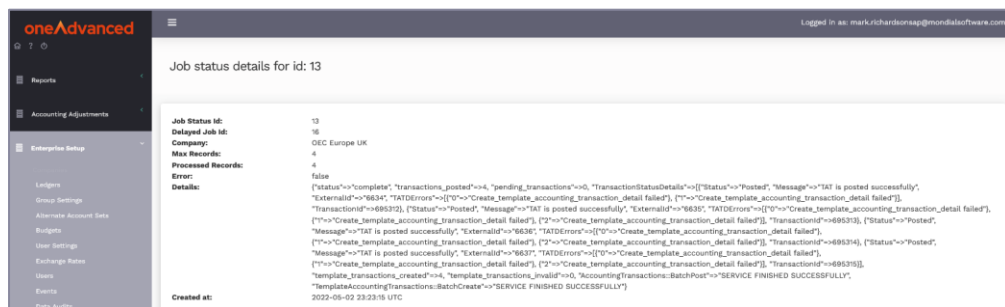 oneAdvanced
Logged in as: mark.richardsonsap@mondialsoftware.com
Job status details for id: 13
Reports
Accounting Adjustments
Enterprise Setup
Ledgers
Group Settings
Alternate Account Sets
Budgets
User Settings
Exchange Rates
Users
Events
Data Audits
Job Status Id: 13
Delayed Job Id: 16
Company: OEC Europe UK
Max Records: 4
Processed Records: 4
Error: false
Details: {"status"=>"complete", "transactions_posted"=>4, "pending_transactions"=>0, "TransactionStatusDetails"=>[{"Status"=>"Posted", "Message"=>"TAT is posted successfully",
"ExternalId"=>"6634", "TATDErrors"=>[{"0"=>"Create_template_accounting_transaction_detail failed"}, {"1"=>"Create_template_accounting_transaction_detail failed"}],
"TransactionId"=>695312}, {"Status"=>"Posted", "Message"=>"TAT is posted successfully", "ExternalId"=>"6635", "TATDErrors"=>[{"0"=>"Create_template_accounting_transaction_detail failed"},
{"1"=>"Create_template_accounting_transaction_detail failed"}, {"2"=>"Create_template_accounting_transaction_detail failed"}], "TransactionId"=>695313}, {"Status"=>"Posted",
"Message"=>"TAT is posted successfully", "ExternalId"=>"6636", "TATDErrors"=>[{"0"=>"Create_template_accounting_transaction_detail failed"},
{"1"=>"Create_template_accounting_transaction_detail failed"}, {"2"=>"Create_template_accounting_transaction_detail failed"}], "TransactionId"=>695314}, {"Status"=>"Posted",
"Message"=>"TAT is posted successfully", "ExternalId"=>"6637", "TATDErrors"=>[{"0"=>"Create_template_accounting_transaction_detail failed"},
{"1"=>"Create_template_accounting_transaction_detail failed"}, {"2"=>"Create_template_accounting_transaction_detail failed"}], "TransactionId"=>695315}],
"template_transactions_created"=>4, "template_transactions_invalid"=>0, "AccountingTransactions::BatchPost"=>"SERVICE FINISHED SUCCESSFULLY",
"TemplateAccountingTransactions::BatchCreate"=>"SERVICE FINISHED SUCCESSFULLY"}
Created at: 2022-05-02 23:23:15 UTC